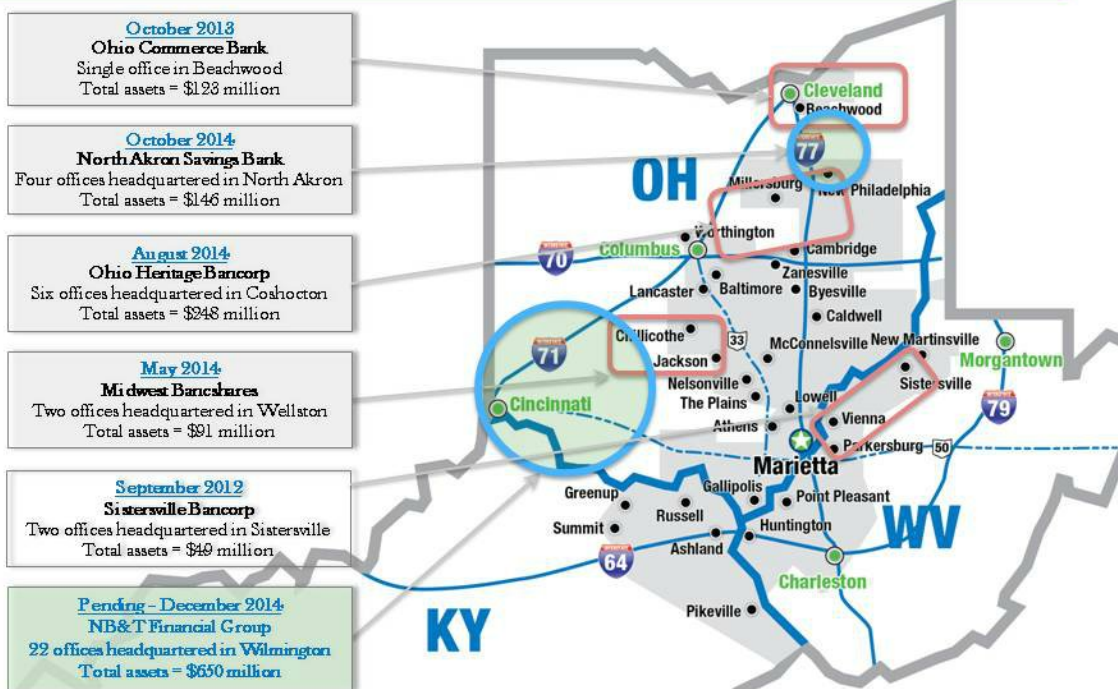 October 2013
Ohio Commerce Bank
Single office in Beachwood
Total assets = $123 million
October 2014
North Akron Savings Bank
Four offices headquartered in North Akron
Total assets = $146 million
August 2014
Ohio Heritage Bancorp
Six offices headquartered in Coshocton
Total assets = $248 million
May 2014
Midwest Bancshares
Two offices headquartered in Wellston
Total assets = $91 million
September 2012
Sistersville Bancorp
Two offices headquartered in Sistersville
Total assets = $49 million
Pending – December 2014
NB&T Financial Group
22 offices headquartered in Wilmington
Total assets = $650 million
Cleveland
Beachwood
77
OH
Millersburg
New Philadelphia
Worthington
Columbus
Cambridge
70
Zanesville
Lancaster
Baltimore
Byesville
Caldwell
Chillicothe
33
McConnelsville
New Martinsville
71
Jackson
Morgantown
Nelsonville
Sistersville
The Plains
Lowell
79
Cincinnati
Athens
Vienna
Parkersburg
50
Marietta
Greenup
Gallipolis
Point Pleasant
Russell
Summit
Huntington
WV
Ashland
64
Charleston
Pikeville
KY